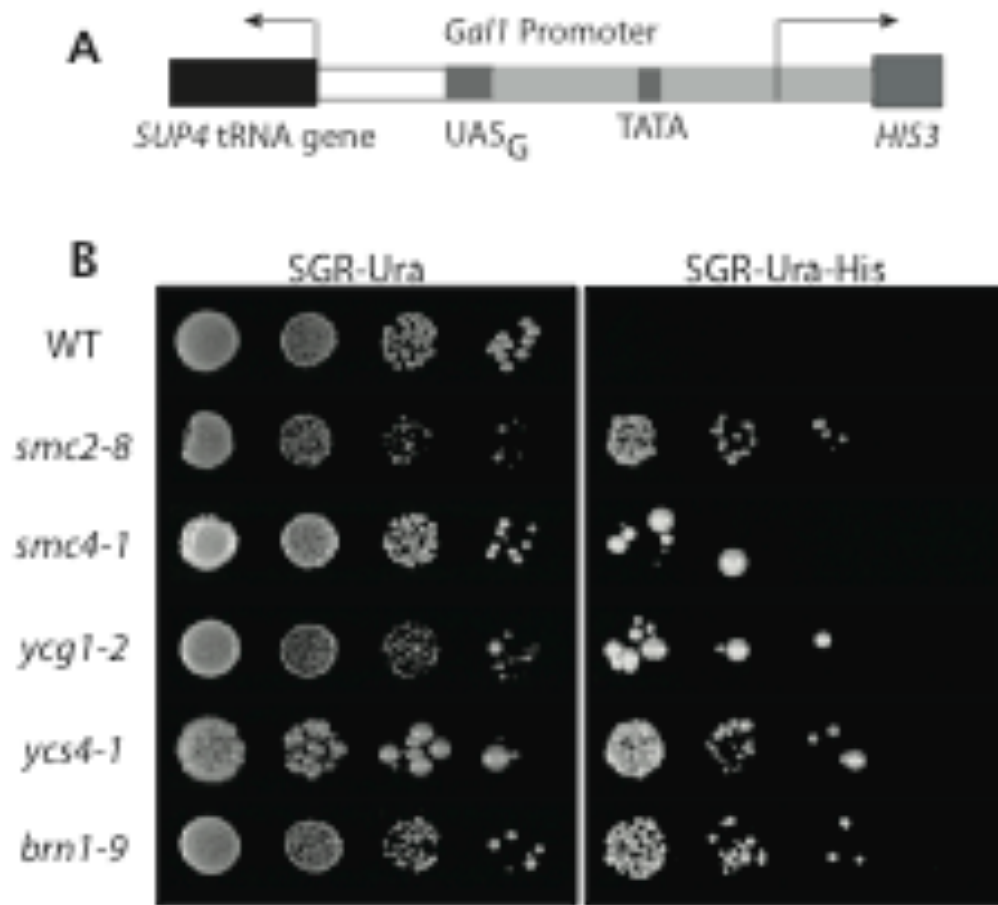 A
Gal1 Promoter
SUP4 tRNA gene
UASG
TATA
HIS3
B
SGR-Ura
SGR-Ura-His
WT
smc2-8
smc4-1
ycg1-2
ycs4-1
brn1-9